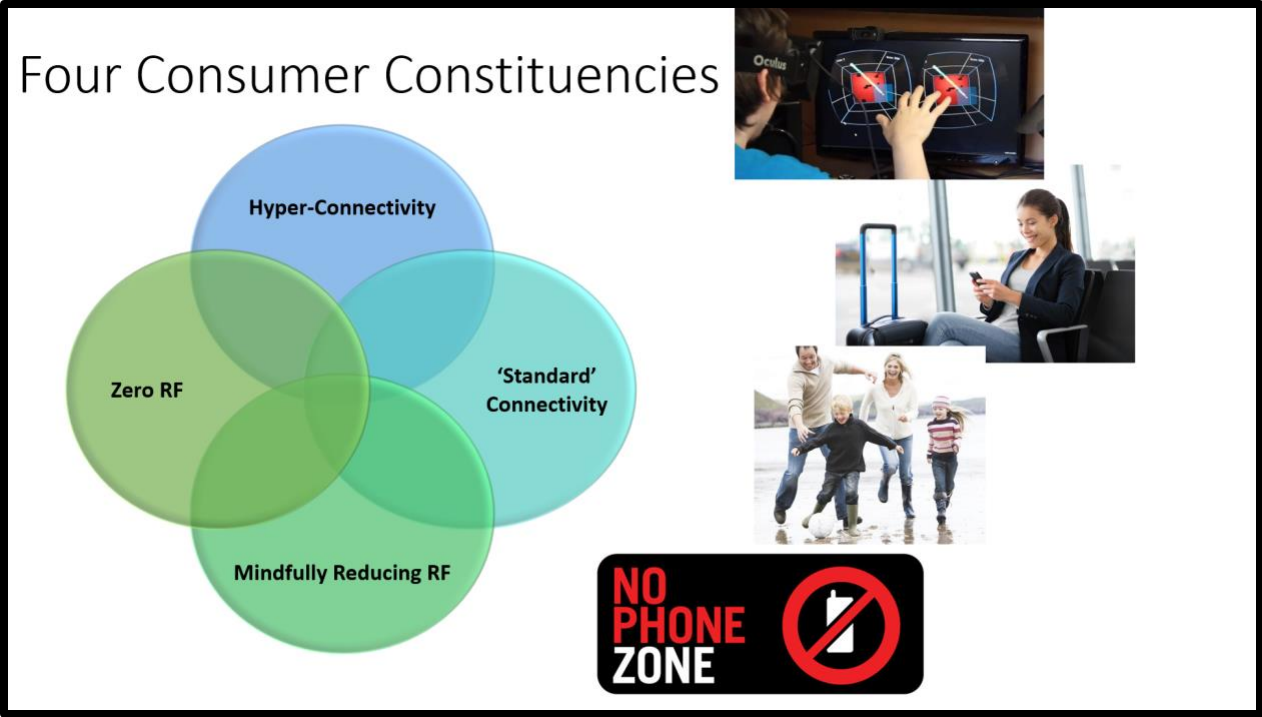 Four Consumer Constituencies
Hyper-Connectivity
Zero RF
‘Standard’
Connectivity
Mindfully Reducing RF
Oculus
NO
PHONE
ZONE